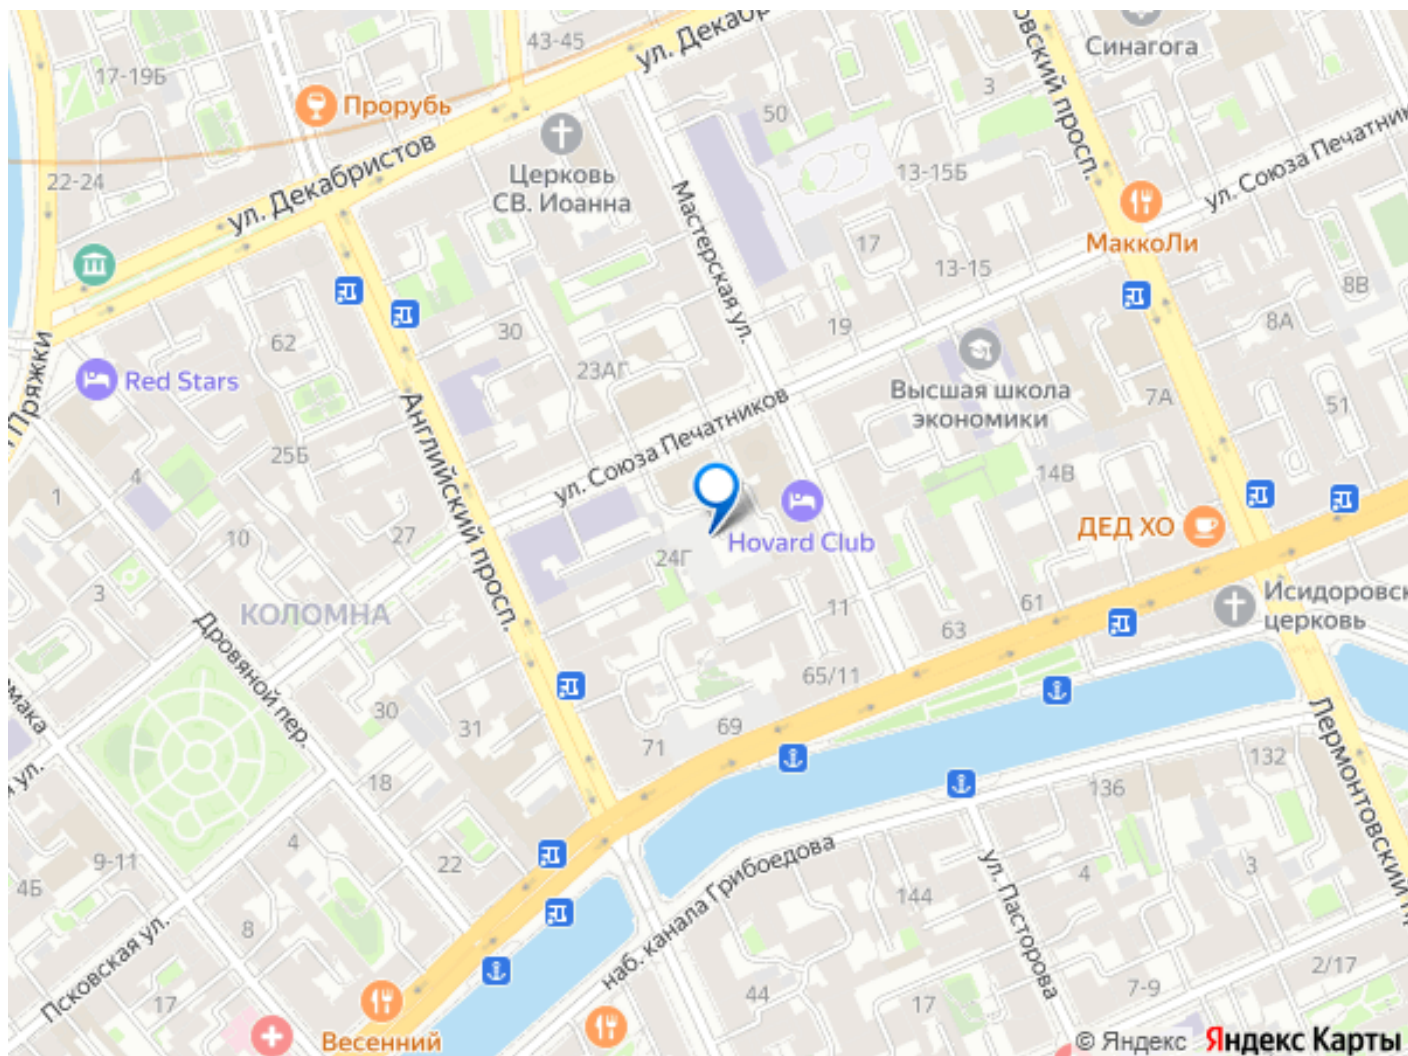 43-45
ул. Декабр
Синагога
17-19Б
Прорубь
3
50
овский просп.
ул. Союза Печатник
22-24
ул. Декабристов
Церковь
СВ. Иоанна
13-15Б
Мастерская ул.
МаккоЛи
17
13-15
8В
62
30
19
8А
Red Stars
23АГ
Высшая школа
экономики
7А
51
Пряжки
Английский просп.
ул. Союза Печатников
25Б
4
1
14В
27
10
24Г
Hovard Club
ДЕД ХО
3
КОЛОМНА
11
61
63
Исидоровск
церковь
Дровяной пер.
65/11
мака
ул.
30
31
69
71
Лермонтовский п
132
18
136
4
22
9-11
4Б
наб. канала Грибоедова
ул. Пасторова
144
4
3
8
Псковская ул.
17
44
17
7-9
2/17
Весенний
© Яндекс Яндекс Карты